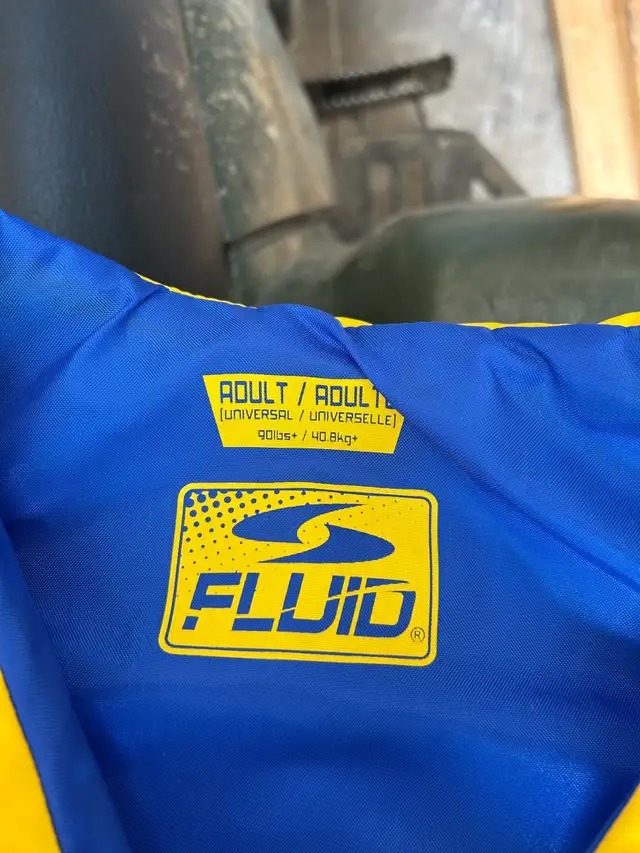 ADULT / ADULTE
(UNIVERSAL / UNIVERSELLE)
90lbs+ / 40.8kg+
FLUID®